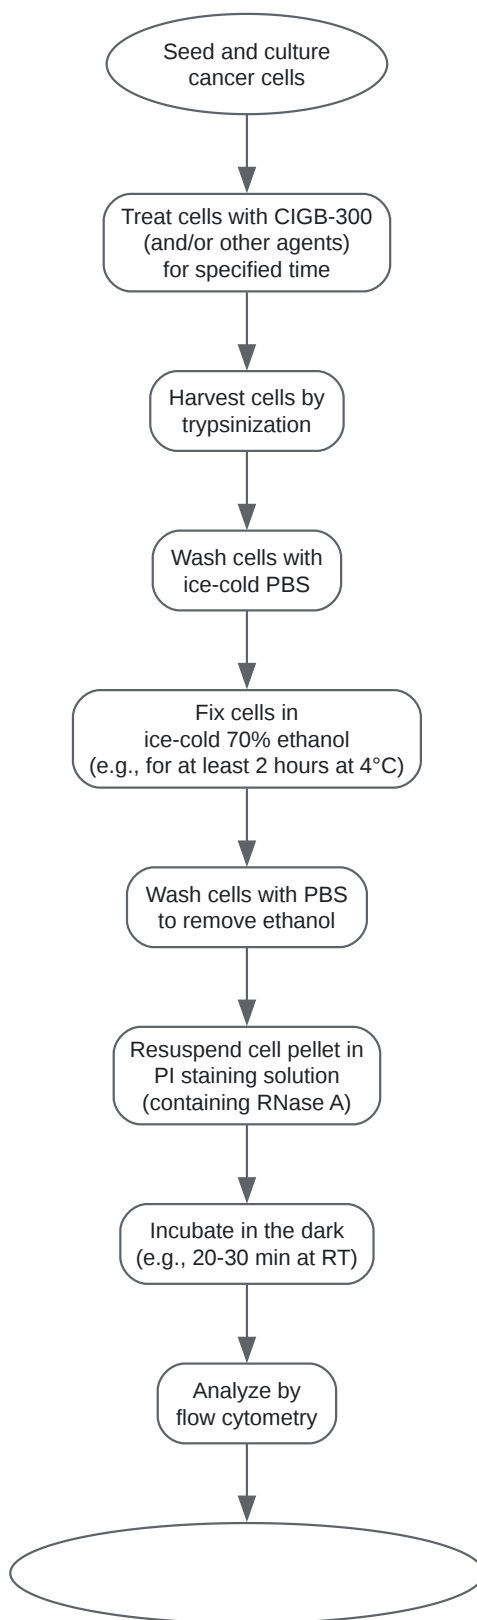 Seed and culture
cancer cells
Treat cells with CIGB-300
(and/or other agents)
for specified time
Harvest cells by
trypsinization
Wash cells with
ice-cold PBS
Fix cells in
ice-cold 70% ethanol
(e.g., for at least 2 hours at 4°C)
Wash cells with PBS
to remove ethanol
Resuspend cell pellet in
PI staining solution
(containing RNase A)
Incubate in the dark
(e.g., 20-30 min at RT)
Analyze by
flow cytometry